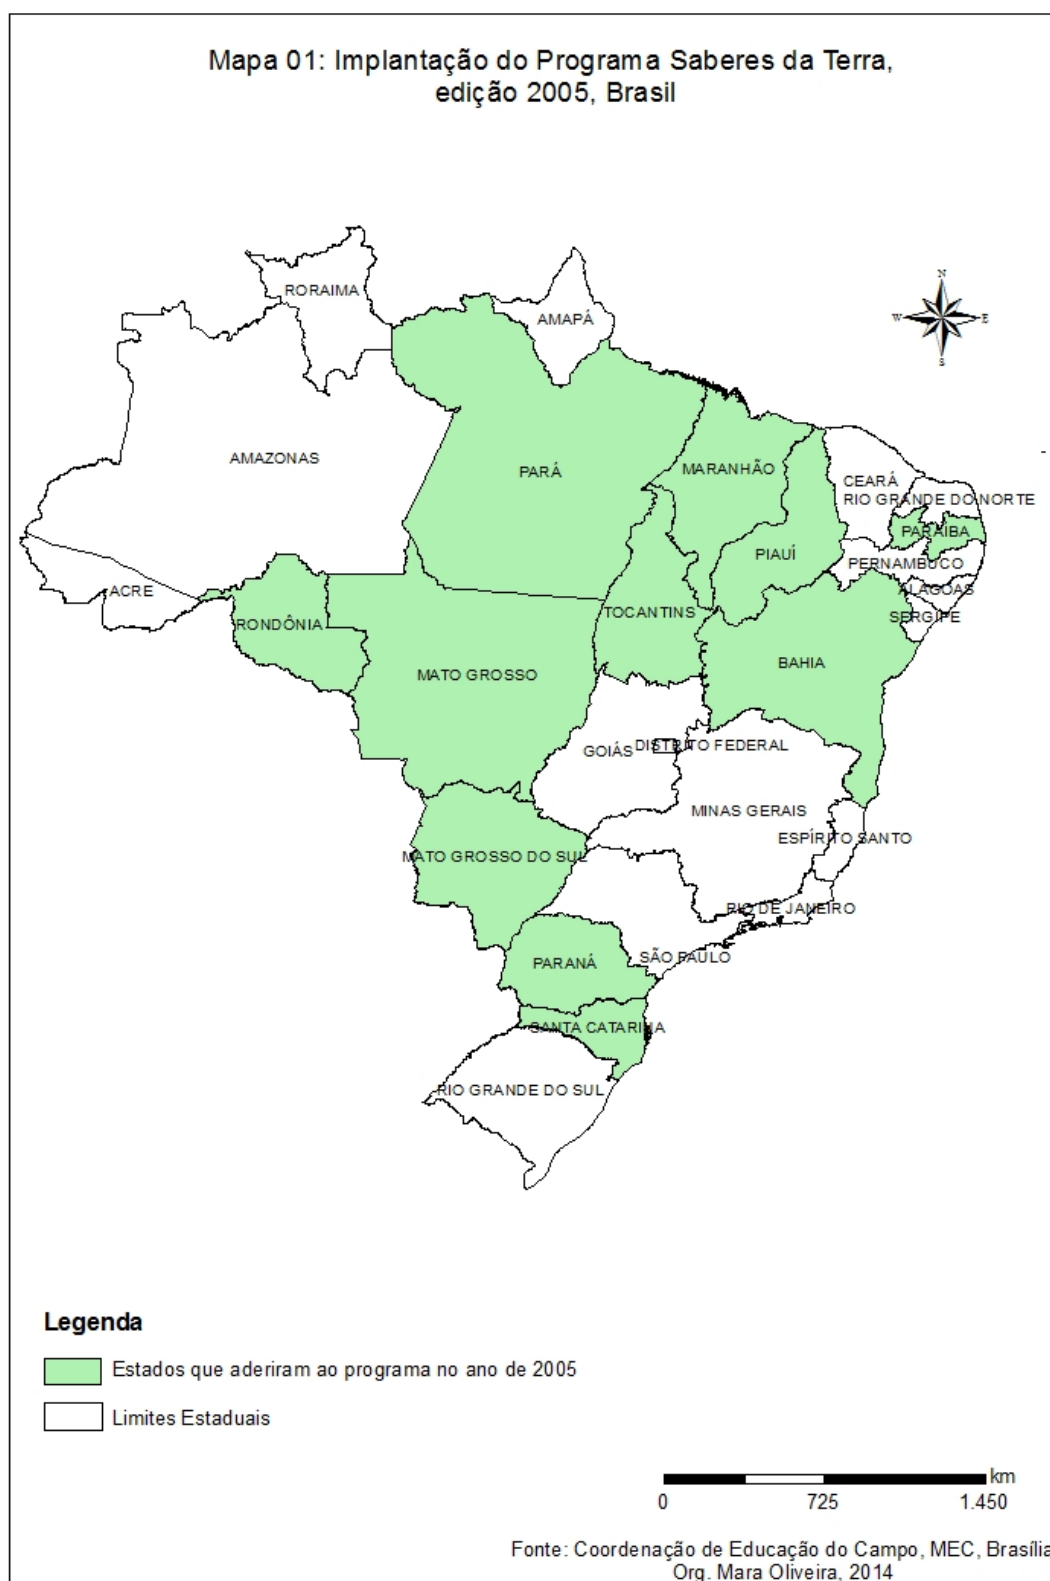 Mapa 01: Implantação do Programa Saberes da Terra,
edição 2005, Brasil
N
W
E
S
RORAIMA
AMAPÁ
AMAZONAS
PARÁ
MARANHÃO
CEARÁ
RIO GRANDE DO NORTE
PARAÍBA
PIAUÍ
PERNAMBUCO
ALAGOAS
ACRE
RONDÔNIA
TOCANTINS
SERGIPE
MATO GROSSO
BAHIA
GOIÁS
DISTRITO FEDERAL
MINAS GERAIS
ESPÍRITO SANTO
MATO GROSSO DO SUL
RIO DE JANEIRO
SÃO PAULO
PARANÁ
SANTA CATARINA
RIO GRANDE DO SUL
Legenda
Estados que aderiram ao programa no ano de 2005
Limites Estaduais
km
0 725 1.450
Fonte: Coordenação de Educação do Campo, MEC, Brasília
Org. Mara Oliveira, 2014